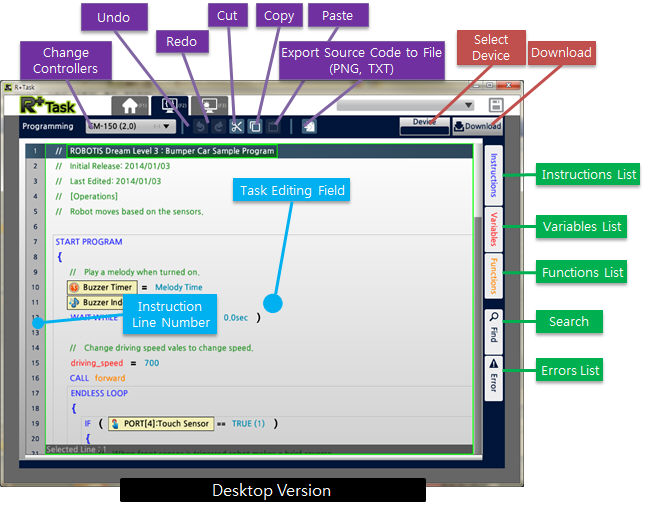 Undo
Cut
Copy
Paste
Redo
Change
Controllers
Export Source Code to File
(PNG, TXT)
Select
Device
Download
R+Task
R+Task
(F1)
(F2)
(F3)
Programming
CM-150 (2.0)
Device
Download
1 // ROBOTIS Dream Level 3 : Bumper Car Sample Program
2 // Initial Release: 2014/01/03
3 // Last Edited: 2014/01/03
4 // [Operations]
5 // Robot moves based on the sensors.
6
7 START PROGRAM
8 {
9 // Play a melody when turned on.
10 Buzzer Timer = Melody Time
11 Buzzer Ind
12 WAIT WHILE 0.0sec )
13
14 // Change driving speed vales to change speed.
15 driving_speed = 700
16 CALL forward
17 ENDLESS LOOP
18 {
19 IF ( PORT[4]:Touch Sensor == TRUE (1) )
20 {
21
Selected Line : 1
Task Editing Field
Instruction
Line Number
Instructions
Variables
Functions
Find
Error
Instructions List
Variables List
Functions List
Search
Errors List
Desktop Version